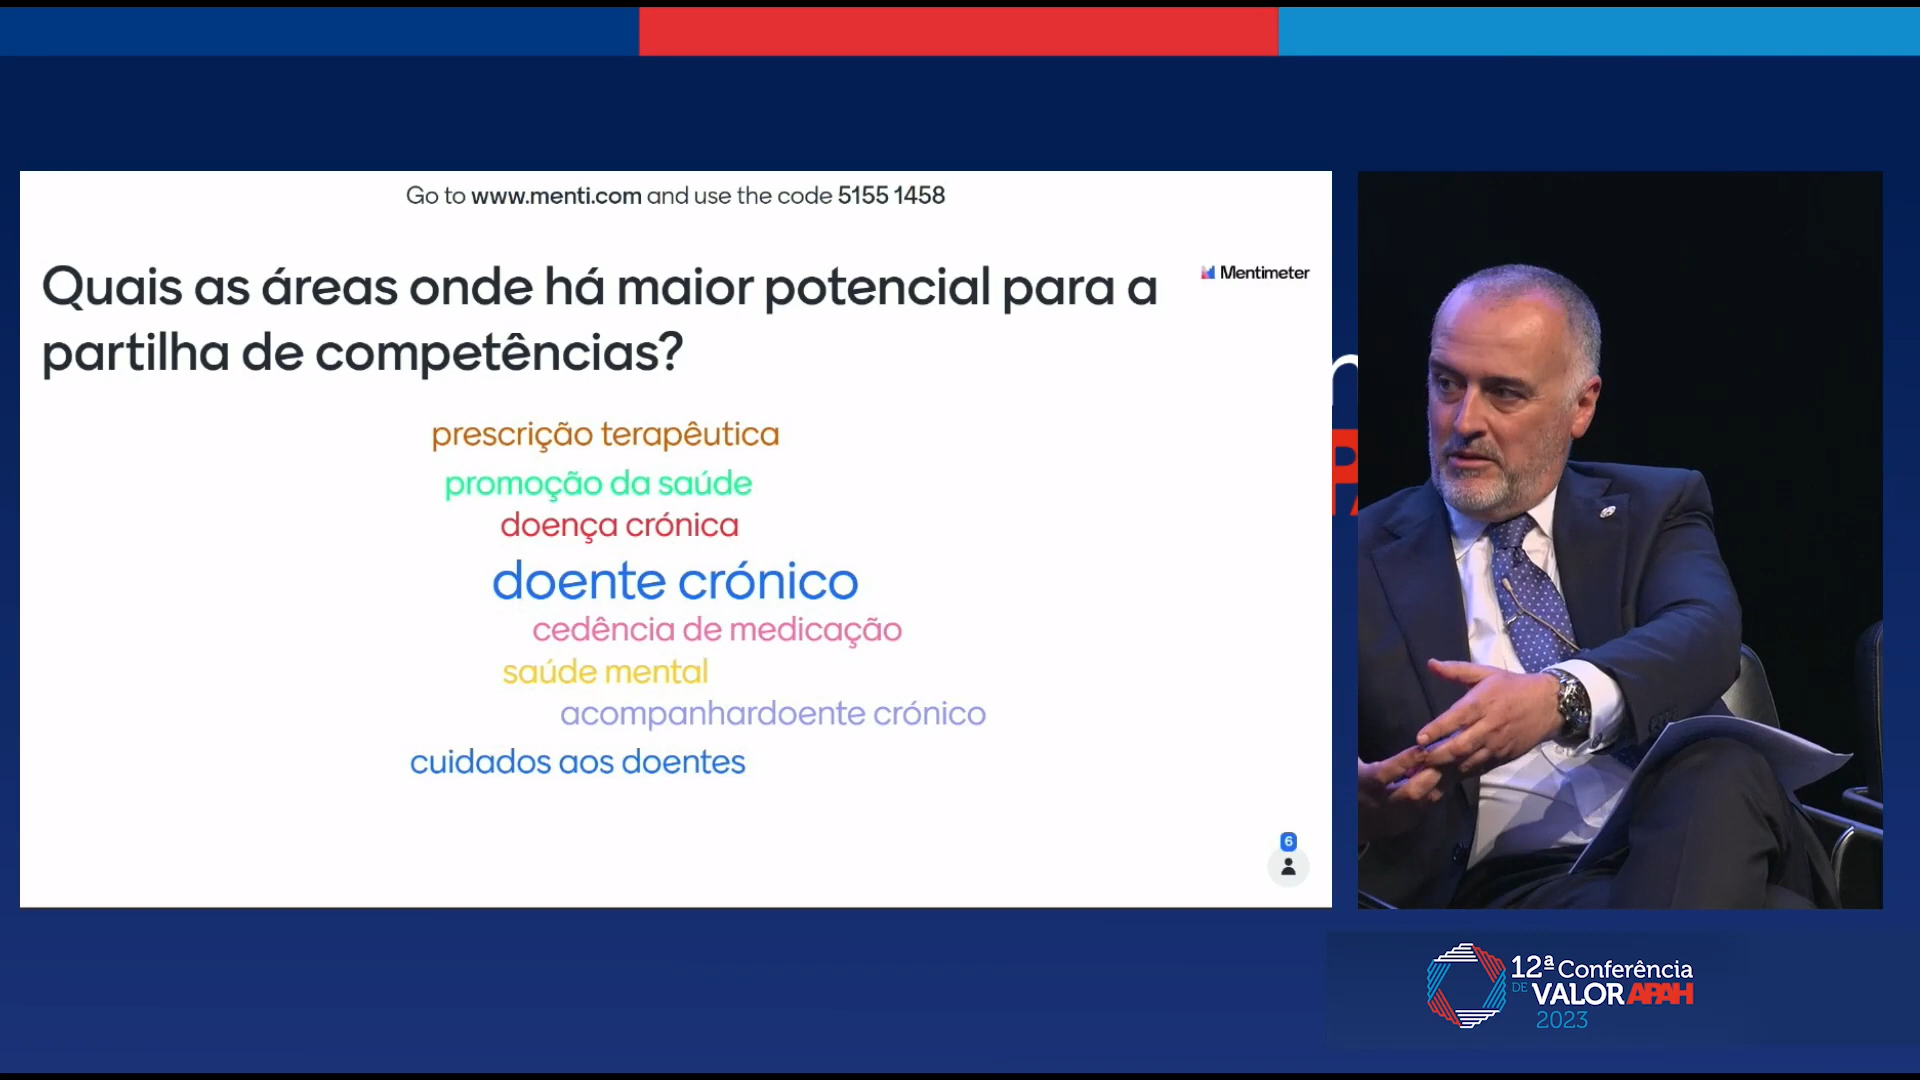 Go to www.menti.com and use the code 5155 1458
Quais as áreas onde há maior potencial para a
partilha de competências?
Mentimeter
prescrição terapêutica
promoção da saúde
doença crónica
doente crónico
cedência de medicação
saúde mental
acompanhardoente crónico
cuidados aos doentes
6
12ª Conferência
DE VALOR APAH
2023